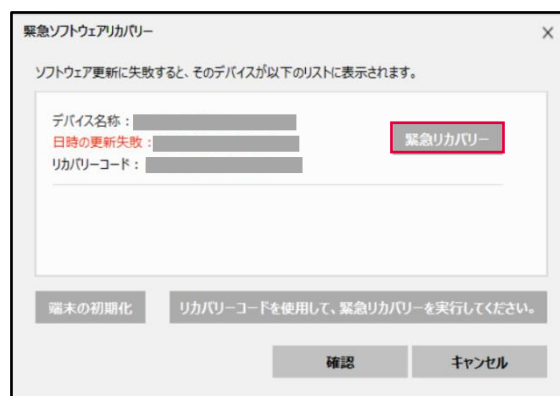 緊急ソフトウェアリカバリー
ソフトウェア更新に失敗すると、そのデバイスが以下のリストに表示されます。
デバイス名称：
日時の更新失敗：
緊急リカバリー
リカバリーコード：
端末の初期化
リカバリーコードを使用して、緊急リカバリーを実行してください。
確認
キャンセル